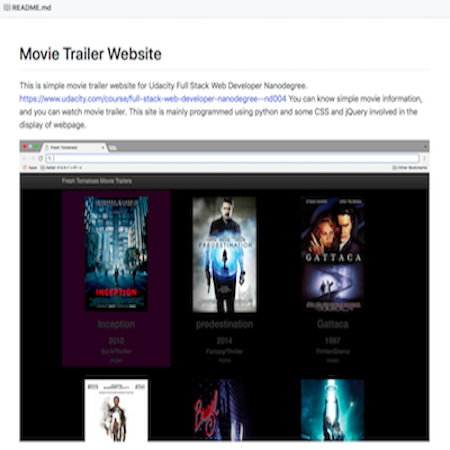 README.md
Movie Trailer Website
This is simple movie trailer website for Udacity Full Stack Web Developer Nanodegree.
https://www.udacity.com/course/full-stack-web-developer-nanodegree--nd004 You can know simple movie information,
and you can watch movie trailer. This site is mainly programmed using python and some CSS and jQuery involved in the
display of webpage.
Fresh Tomatoes
Apps
Other Bookmarks
Fresh Tomatoes Movie Trailers
INCEPTION
PREDESTINATION
GATTACA
Inception
predestination
Gattaca
2010
2014
1997
Sci-fi/Thriller
Fantasy/Thriller
Thriller/Drama
Brazil